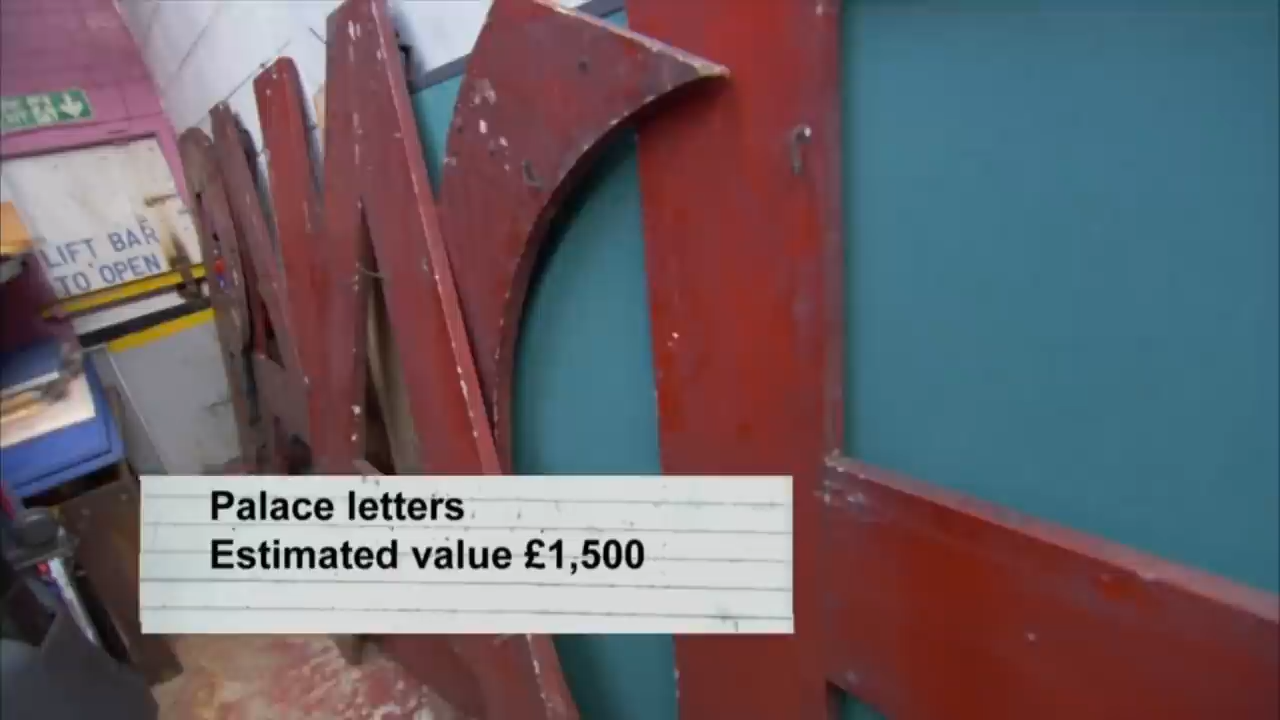 LIFT BAR
TO OPEN
Palace letters
Estimated value £1,500